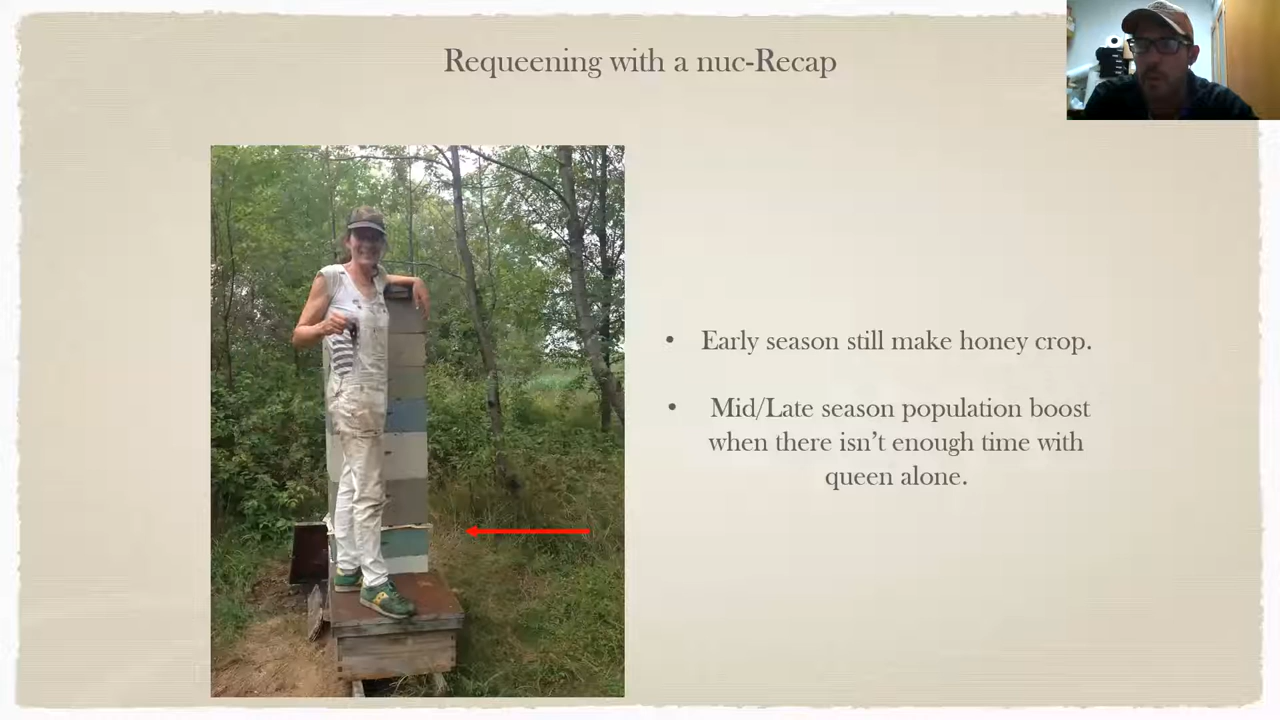 Requeening with a nuc-Recap
• Early season still make honey crop.
• Mid/Late season population boost
when there isn’t enough time with
queen alone.